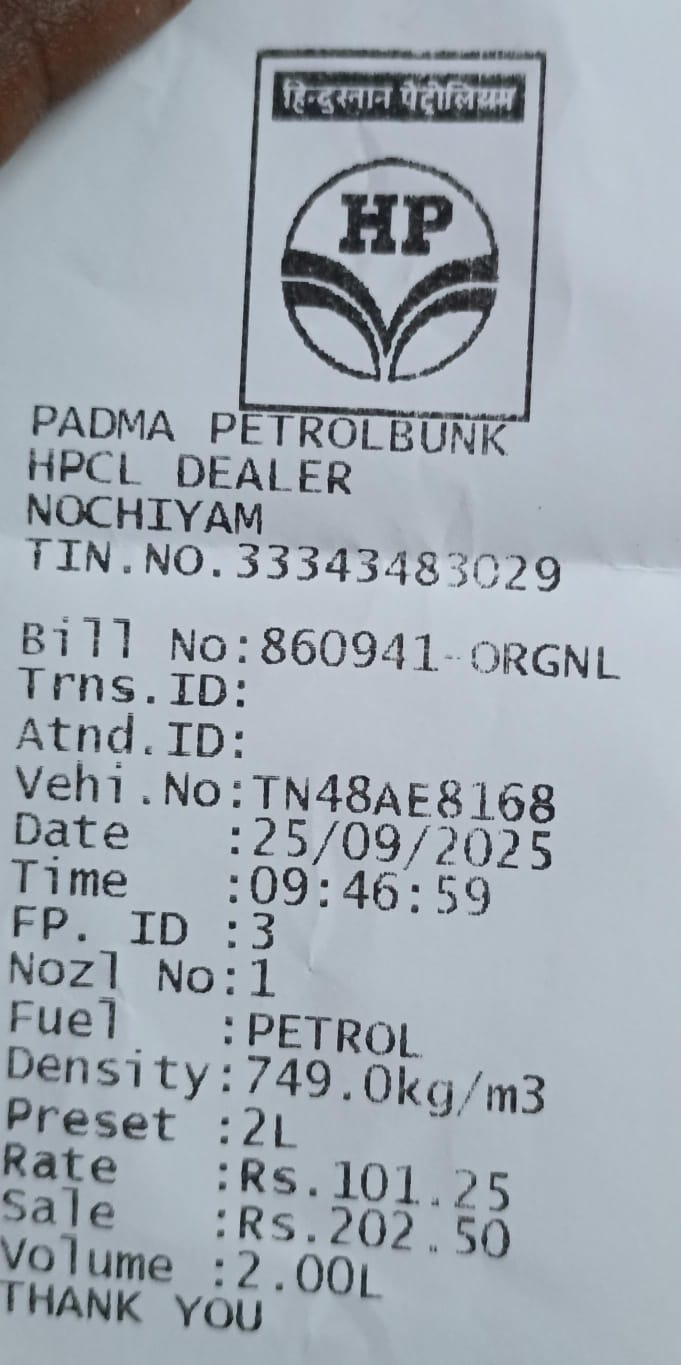 हिन्दुस्तान पेट्रोलियम
HP
PADMA PETROLBUNK
HPCL DEALER
NOCHIYAM
TIN.NO.33343483029
Bill No:860941-ORGNL
Trns.ID:
Atnd.ID:
Vehi.No:TN48AE8168
Date :25/09/2025
Time :09:46:59
FP. ID :3
Nozl No:1
Fuel :PETROL
Density:749.0kg/m3
Preset :2L
Rate :Rs.101.25
Sale :Rs.202.50
Volume :2.00L
THANK YOU